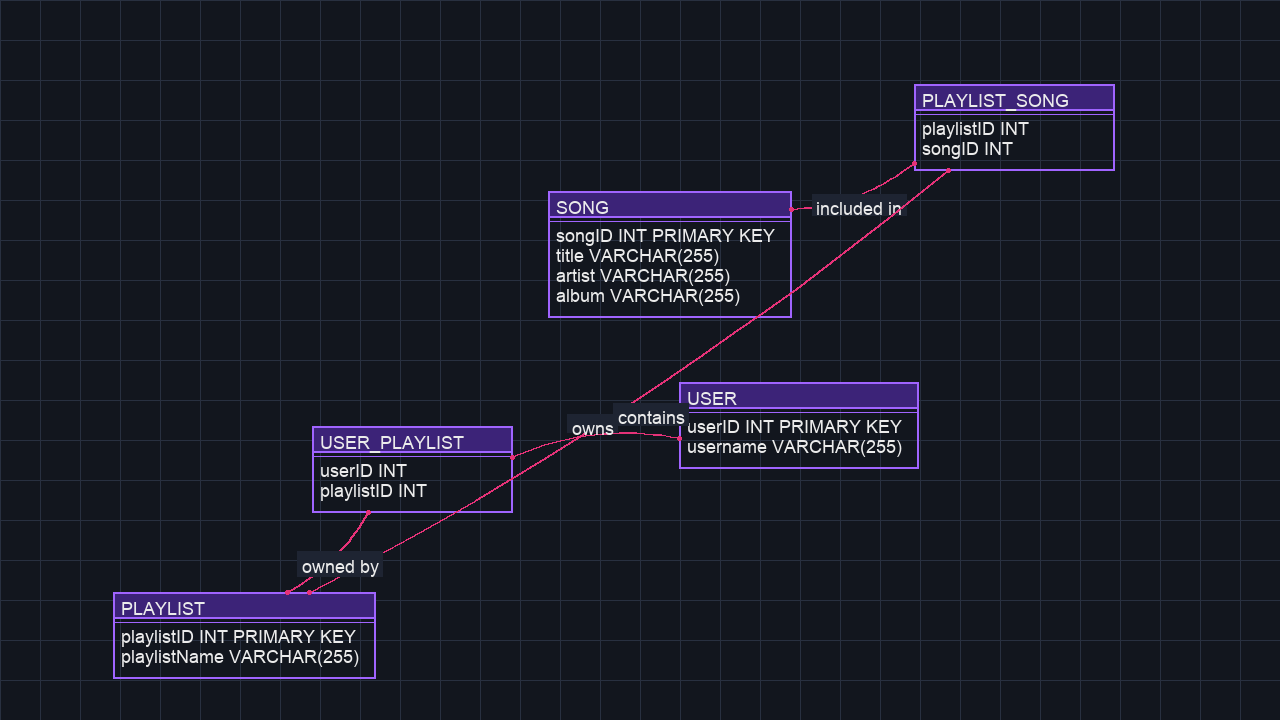 PLAYLIST_SONG
playlistID INT
songID INT
included in
SONG
songID INT PRIMARY KEY
title VARCHAR(255)
artist VARCHAR(255)
album VARCHAR(255)
USER
userID INT PRIMARY KEY
username VARCHAR(255)
contains
owns
USER_PLAYLIST
userID INT
playlistID INT
owned by
PLAYLIST
playlistID INT PRIMARY KEY
playlistName VARCHAR(255)